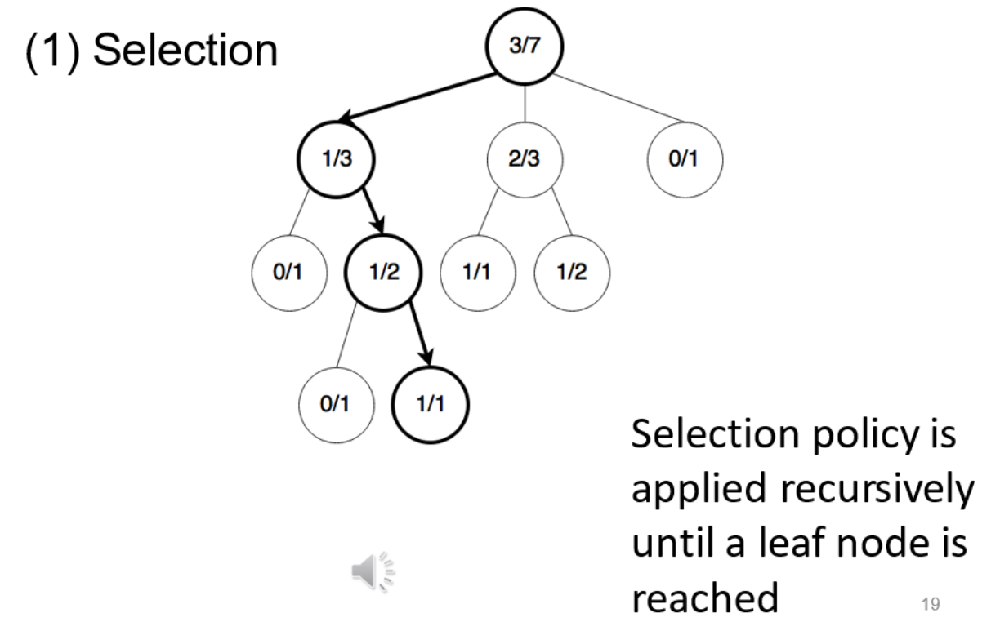 (1) Selection
3/7
1/3
2/3
0/1
0/1
1/2
1/1
1/2
0/1
1/1
Selection policy is
applied recursively
until a leaf node is
reached
19